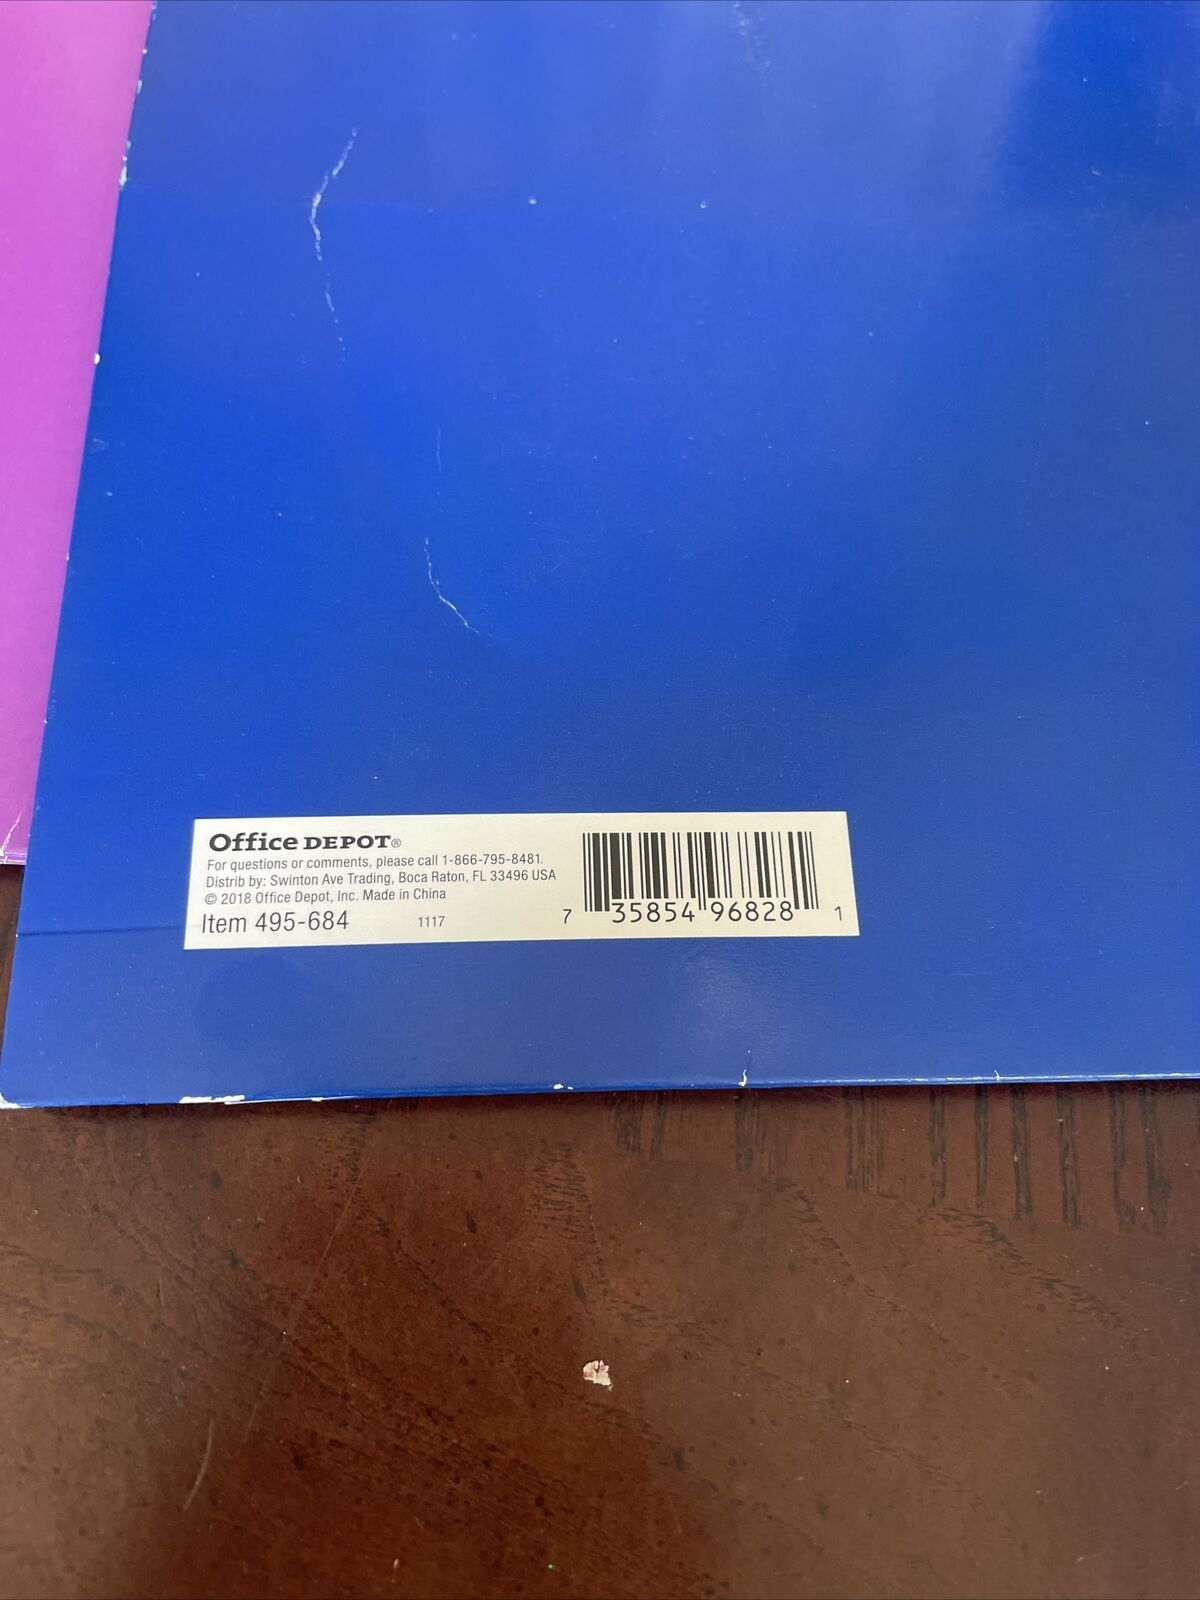 Office DEPOT®
For questions or comments, please call 1-866-795-8481.
Distrib by: Swinton Ave Trading, Boca Raton, FL 33496 USA
© 2018 Office Depot, Inc. Made in China
Item 495-684 1117
7 35854 96828 1